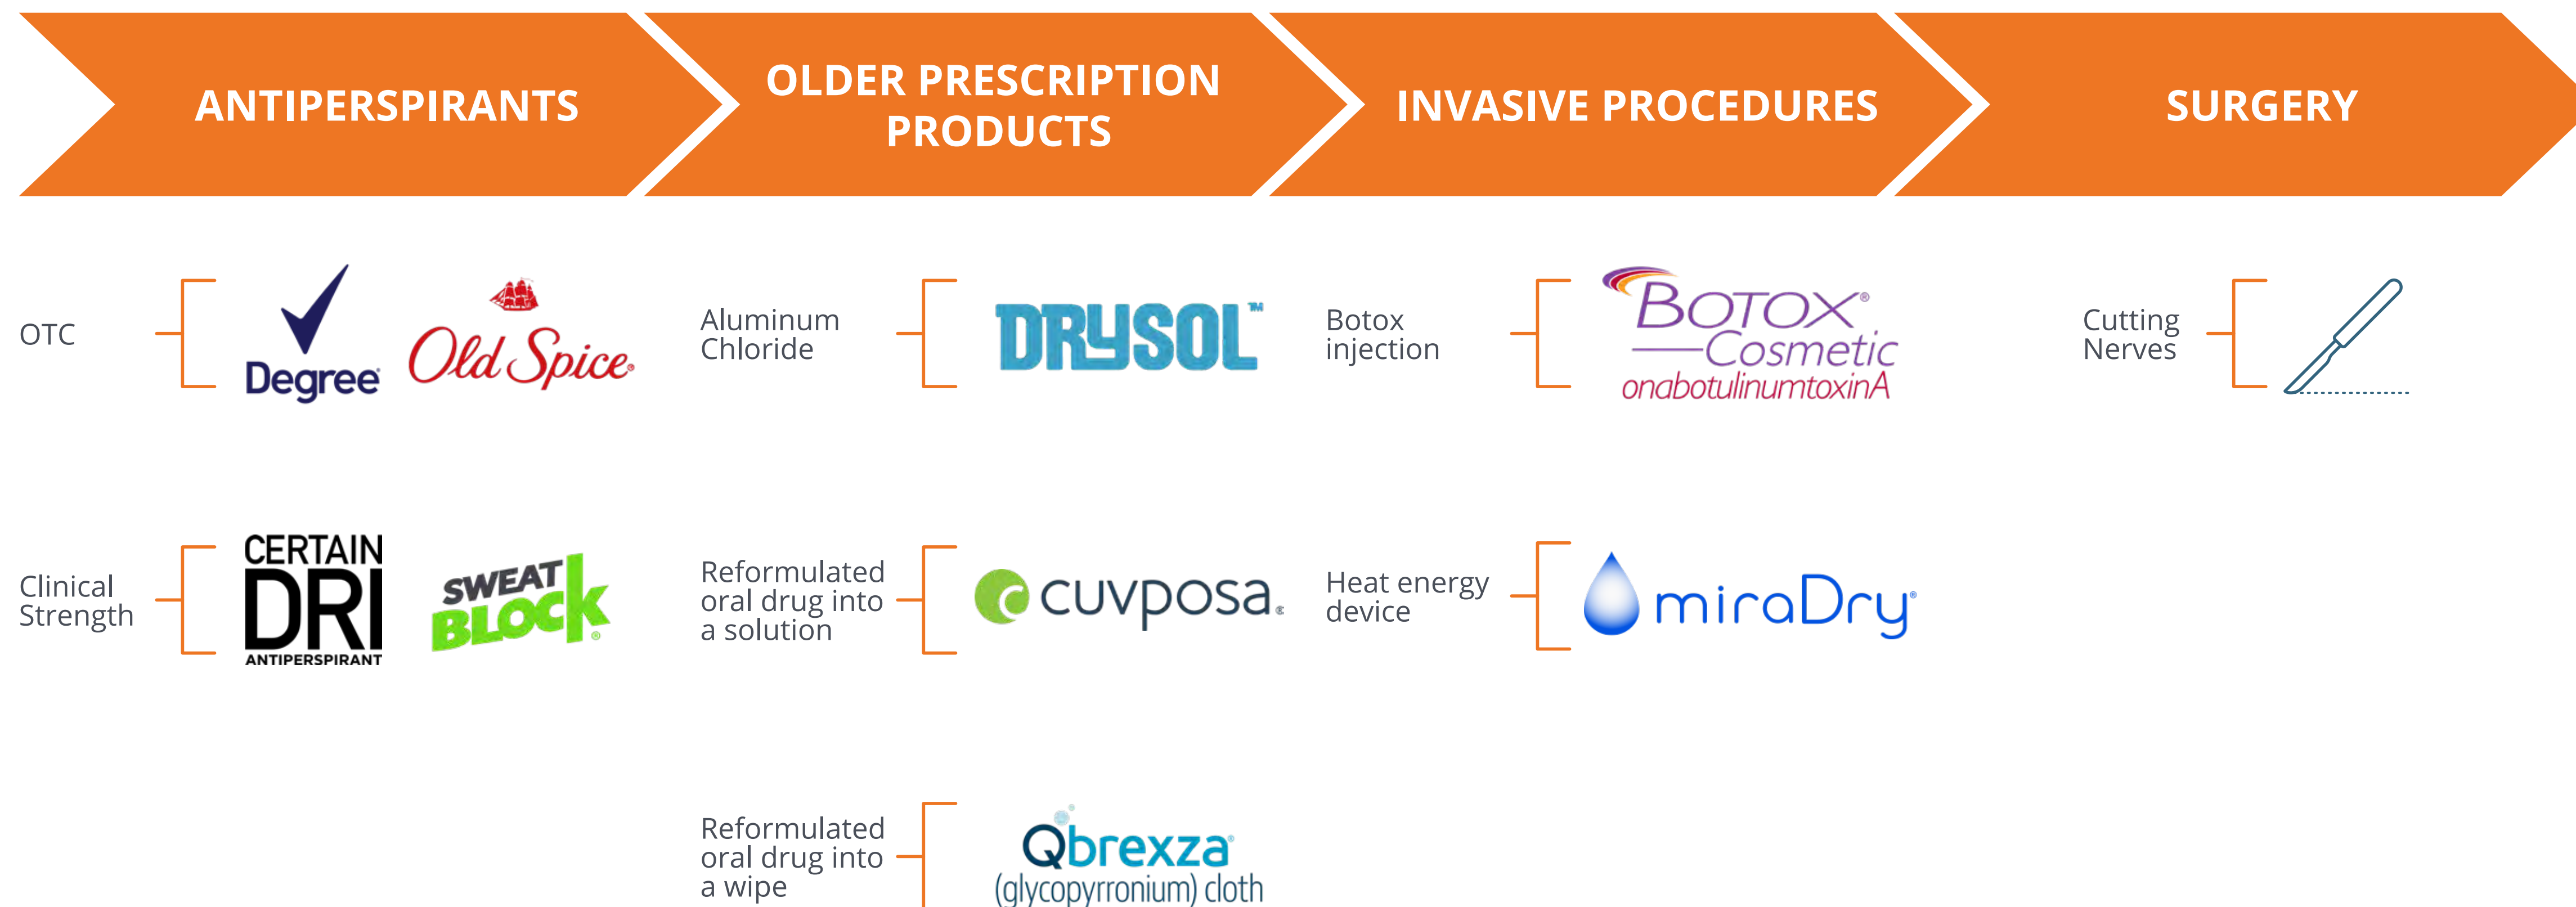 ANTIPERSPIRANTS
OLDER PRESCRIPTION
PRODUCTS
INVASIVE PROCEDURES
SURGERY
OTC
Degree
Old Spice
Aluminum
Chloride
DRYSOL™
Botox
injection
BOTOX®
Cosmetic
onabotulinumtoxinA
Cutting
Nerves
Clinical
Strength
CERTAIN
DRI
ANTIPERSPIRANT
SWEAT
BLOCK®
Reformulated
oral drug into
a solution
cuvposa®
Heat energy
device
miraDry®
Reformulated
oral drug into
a wipe
Qbrexza®
(glycopyrronium) cloth